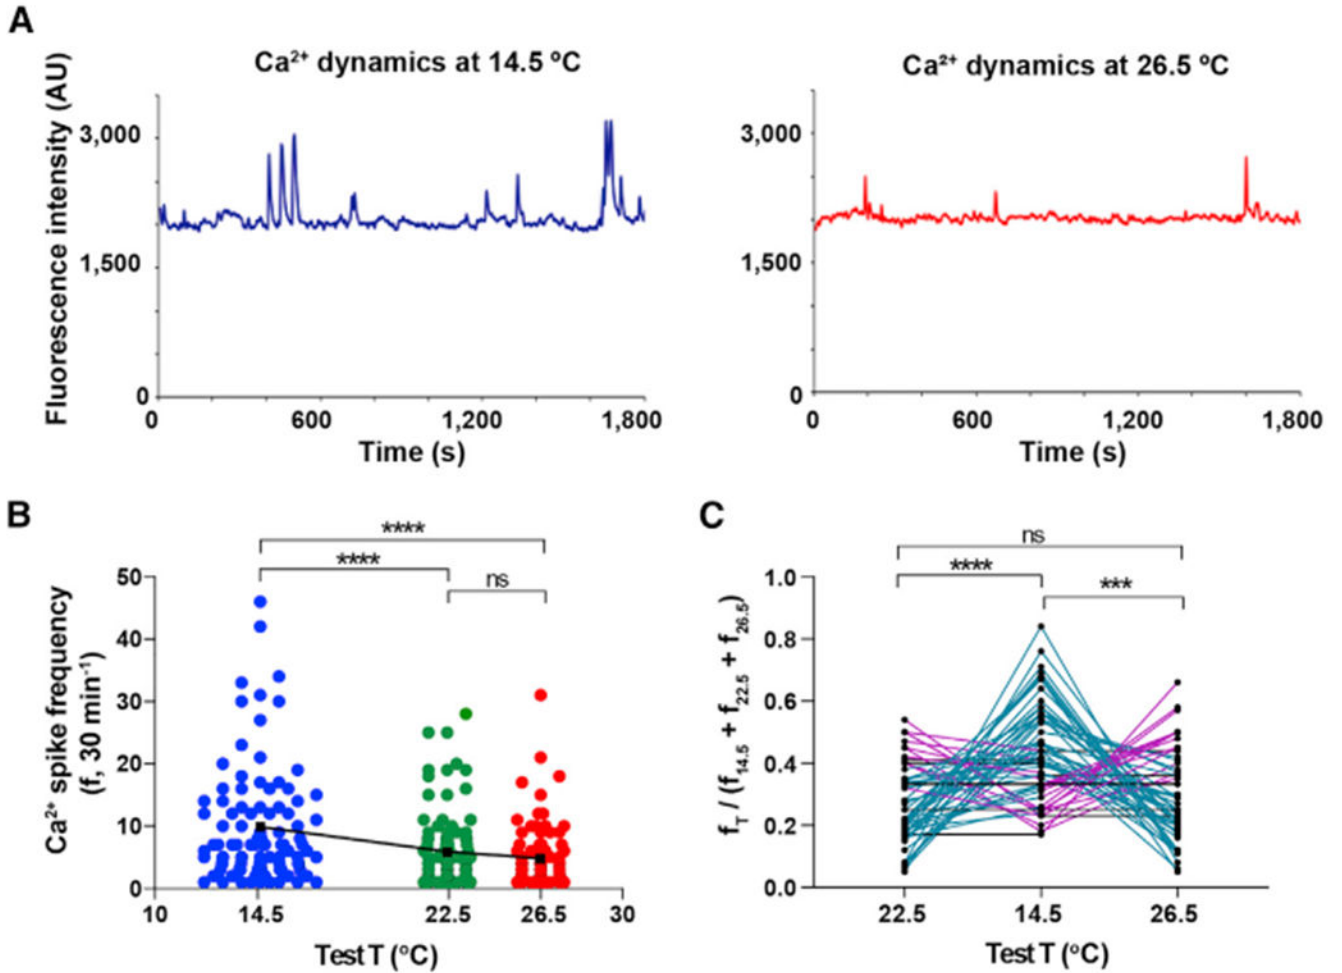 A
Ca²⁺ dynamics at 14.5 ºC
Fluorescence intensity (AU)
3,000
1,500
0
0 600 1,200 1,800
Time (s)
Ca²⁺ dynamics at 26.5 ºC
3,000
1,500
0
0 600 1,200 1,800
Time (s)
B
****
****
ns
Ca²⁺ spike frequency
(f, 30 min⁻¹)
50
40
30
20
10
0
10 14.5 22.5 26.5 30
Test T (ºC)
C
ns
****
***
f_T / (f_14.5 + f_22.5 + f_26.5)
1.0
0.8
0.6
0.4
0.2
0.0
22.5 14.5 26.5
Test T (ºC)